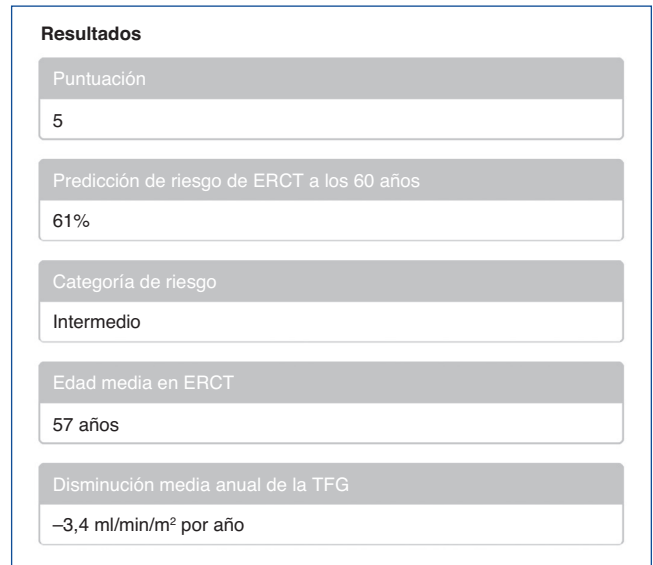 Resultados
Puntuación
5
Predicción de riesgo de ERCT a los 60 años
61%
Categoría de riesgo
Intermedio
Edad media en ERCT
57 años
Disminución media anual de la TFG
–3,4 ml/min/m² por año